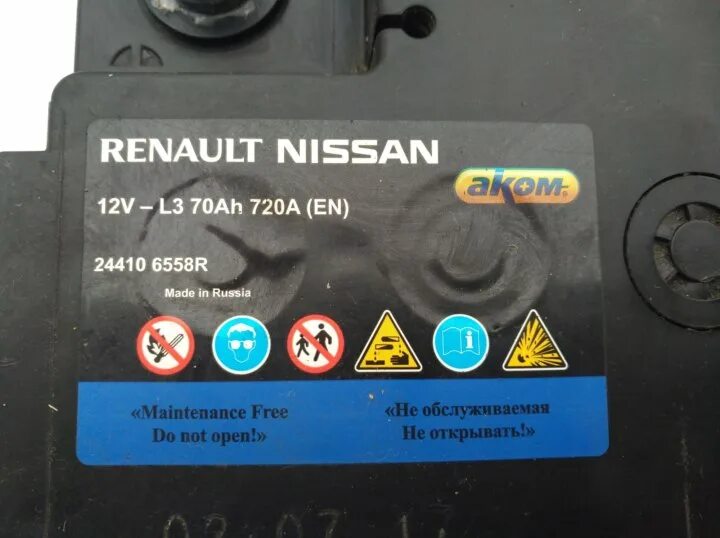 RENAULT NISSAN
аком
12V – L3 70Ah 720A (EN)
24410 6558R
Made in Russia
«Maintenance Free
Do not open!»
«Не обслуживаемая
Не открывать!»